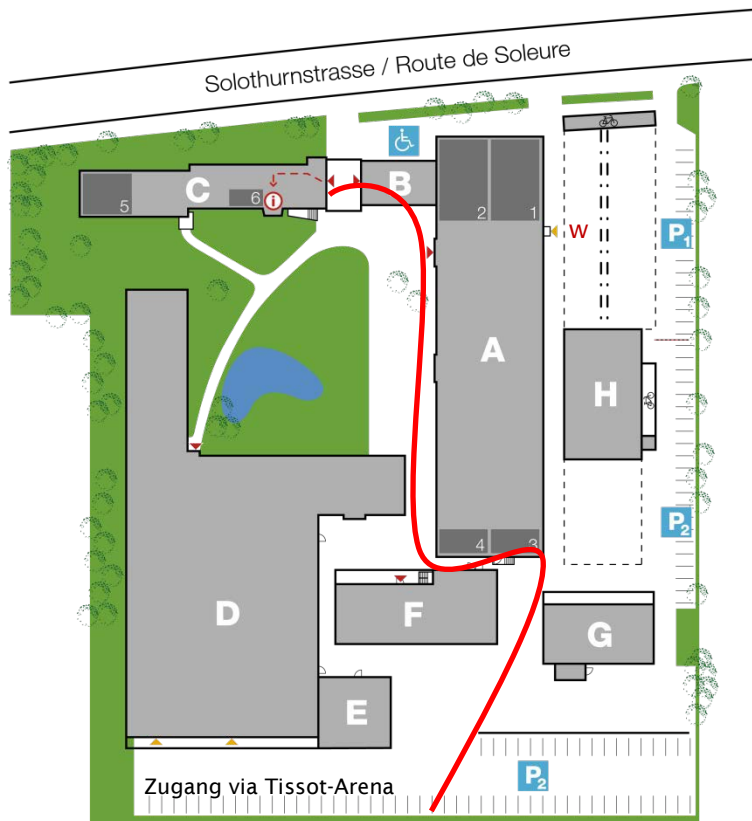 Solothurnstrasse / Route de Soleure
C
B
5
6
i
2
1
W
P1
A
H
4
3
P2
D
F
G
E
P2
Zugang via Tissot-Arena